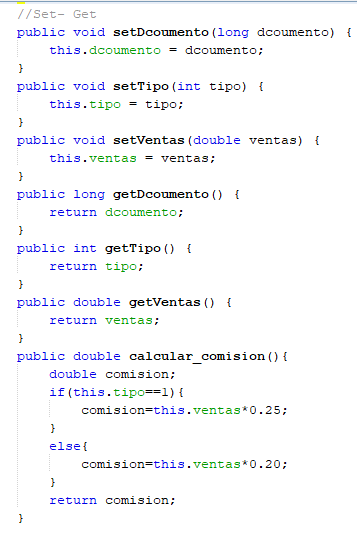 //Set- Get
public void setDcoumento(long dcoumento) {
    this.dcoumento = dcoumento;
}
public void setTipo(int tipo) {
    this.tipo = tipo;
}
public void setVentas(double ventas) {
    this.ventas = ventas;
}
public long getDcoumento() {
    return dcoumento;
}
public int getTipo() {
    return tipo;
}
public double getVentas() {
    return ventas;
}
public double calcular_comision(){
    double comision;
    if(this.tipo==1){
        comision=this.ventas*0.25;
    }
    else{
        comision=this.ventas*0.20;
    }
    return comision;
}